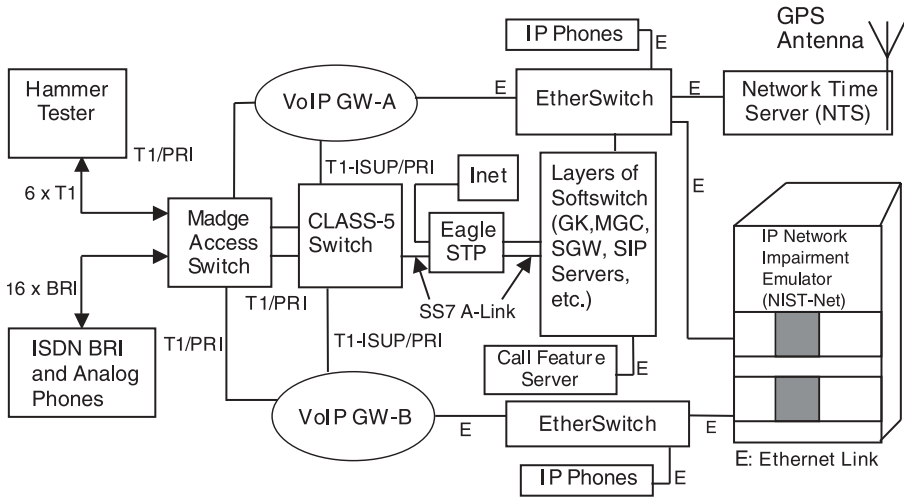 GPS
Antenna
IP Phones
E
Hammer
Tester
VoIP GW-A
E
EtherSwitch
E
Network Time
Server (NTS)
T1/PRI
T1-ISUP/PRI
6 x T1
Inet
E
Madge
Access
Switch
CLASS-5
Switch
Eagle
STP
Layers of
Softswitch
(GK,MGC,
SGW, SIP
Servers,
etc.)
IP Network
Impairment
Emulator
(NIST-Net)
16 x BRI
T1/PRI
SS7 A-Link
T1/PRI
T1-ISUP/PRI
ISDN BRI
and Analog
Phones
Call Feature
Server
E
VoIP GW-B
E
EtherSwitch
E
IP Phones
E
E: Ethernet Link